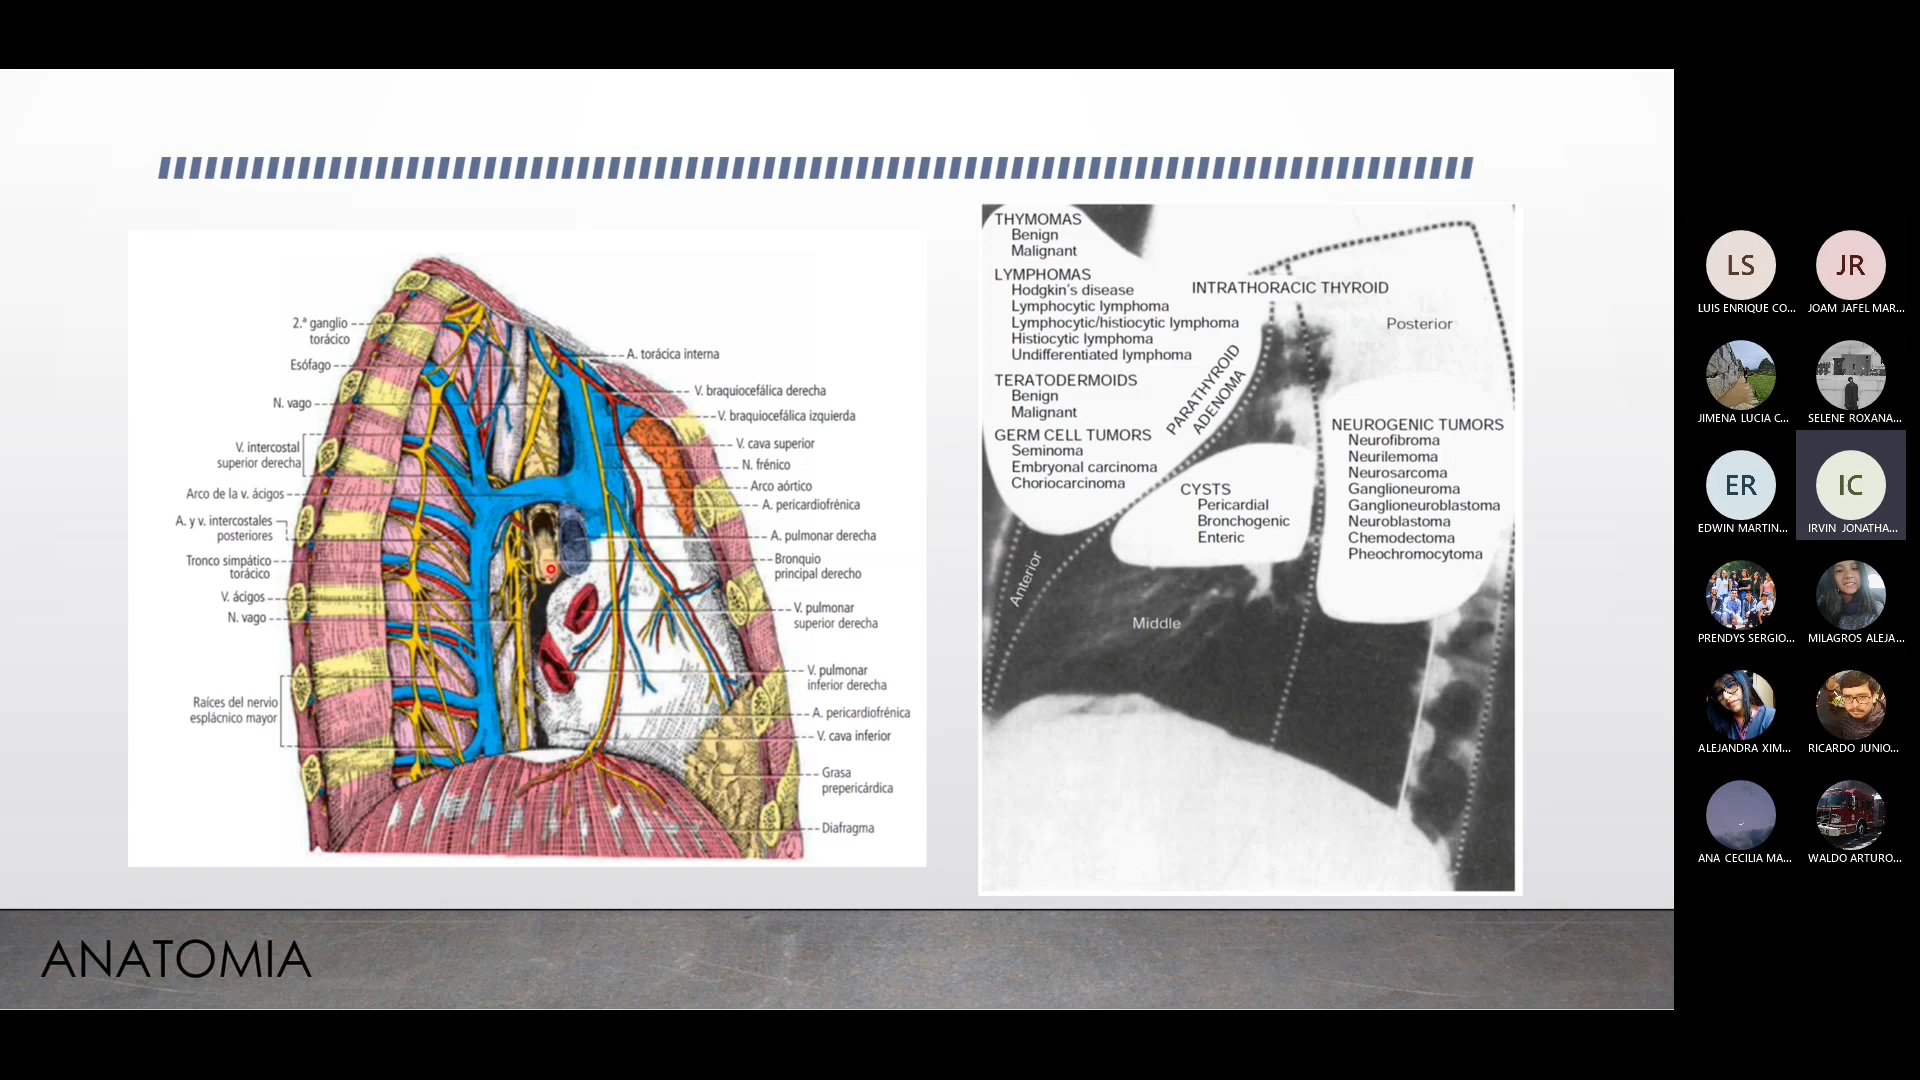 2.ª ganglio
torácico
Esófago
N. vago
V. intercostal
superior derecha
Arco de la v. ácigos
A. y v. intercostales
posteriores
Tronco simpático
torácico
V. ácigos
N. vago
Raíces del nervio
esplácnico mayor
A. torácica interna
V. braquiocefálica derecha
V. braquiocefálica izquierda
V. cava superior
N. frénico
Arco aórtico
A. pericardiofrénica
A. pulmonar derecha
Bronquio
principal derecho
V. pulmonar
superior derecha
V. pulmonar
inferior derecha
A. pericardiofrénica
V. cava inferior
Grasa
prepericárdica
Diafragma
THYMOMAS
Benign
Malignant
LYMPHOMAS
Hodgkin's disease
Lymphocytic lymphoma
Lymphocytic/histiocytic lymphoma
Histiocytic lymphoma
Undifferentiated lymphoma
TERATODERMOIDS
Benign
Malignant
GERM CELL TUMORS
Seminoma
Embryonal carcinoma
Choriocarcinoma
INTRATHORACIC THYROID
PARATHYROID
ADENOMA
CYSTS
Pericardial
Bronchogenic
Enteric
Posterior
NEUROGENIC TUMORS
Neurofibroma
Neurilemoma
Neurosarcoma
Ganglioneuroma
Ganglioneuroblastoma
Neuroblastoma
Chemodectoma
Pheochromocytoma
Anterior
Middle
ANATOMIA
LS
LUIS ENRIQUE CO...
JR
JOAM JAFEL MAR...
JIMENA LUCIA C...
SELENE ROXANA...
ER
EDWIN MARTIN...
IC
IRVIN JONATHA...
PRENDYS SERGIO...
MILAGROS ALEJA...
ALEJANDRA XIM...
RICARDO JUNIO...
ANA CECILIA MA...
WALDO ARTURO...